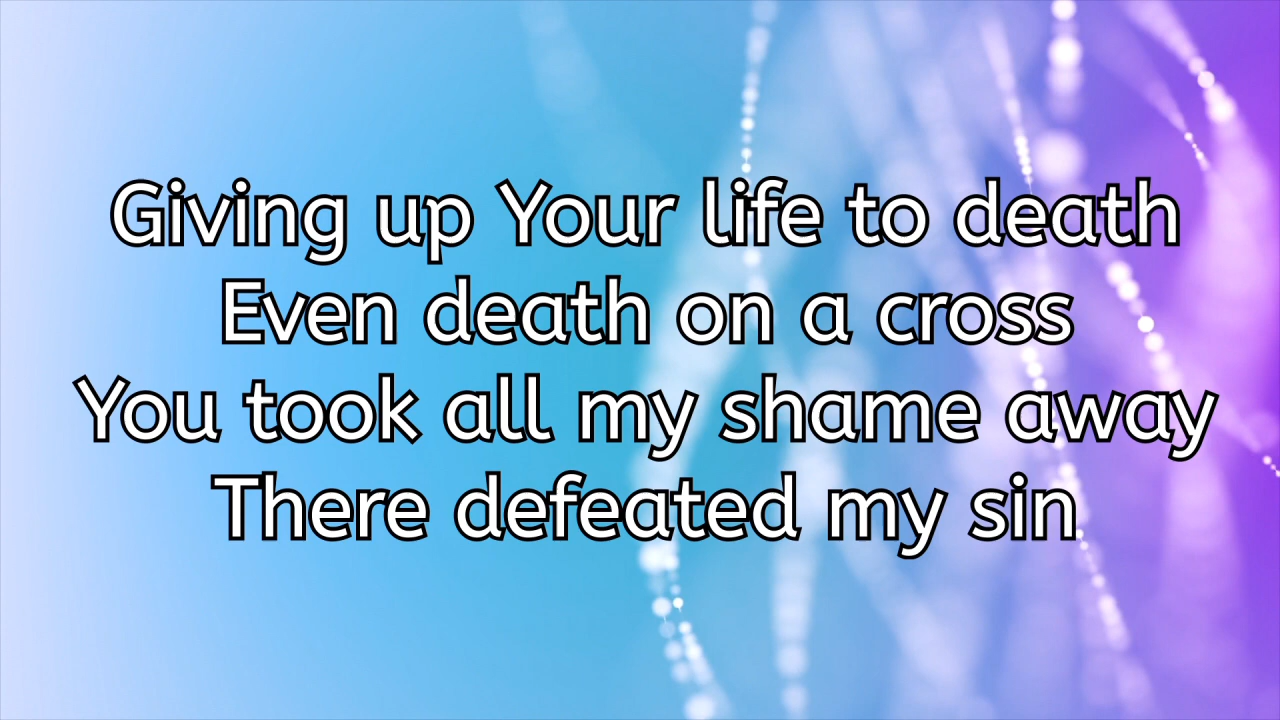 Giving up Your life to death
Even death on a cross
You took all my shame away
There defeated my sin